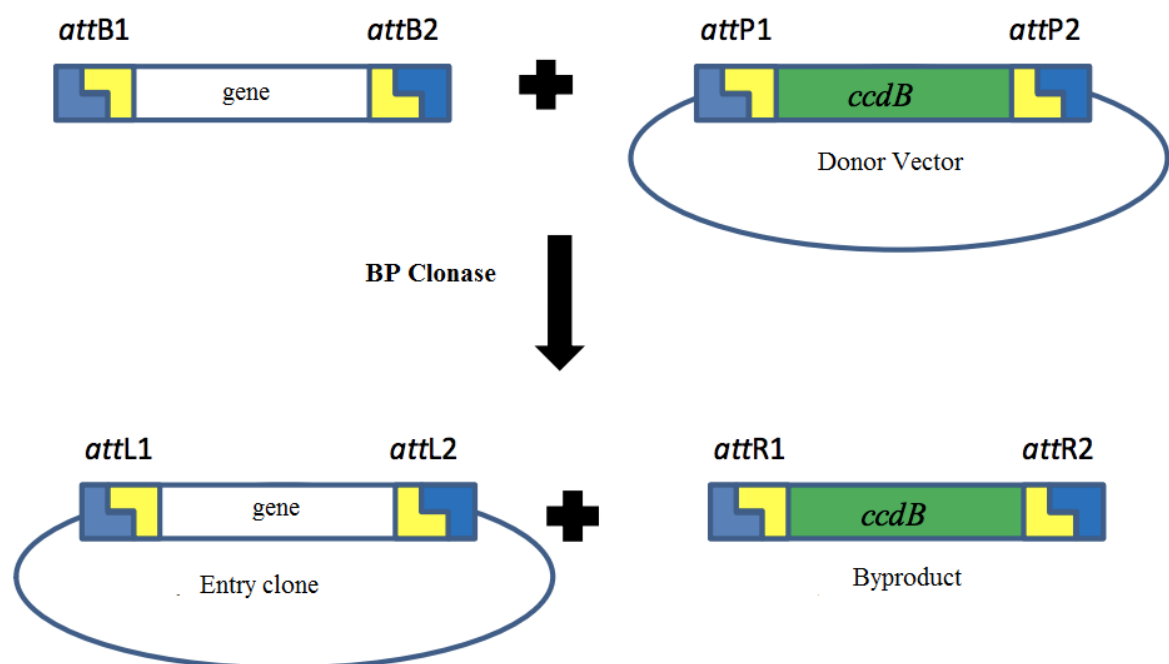 attB1 attB2 attP1 attP2
gene ccdB
Donor Vector
BP Clonase
attL1 attL2 attR1 attR2
gene ccdB
Entry clone Byproduct